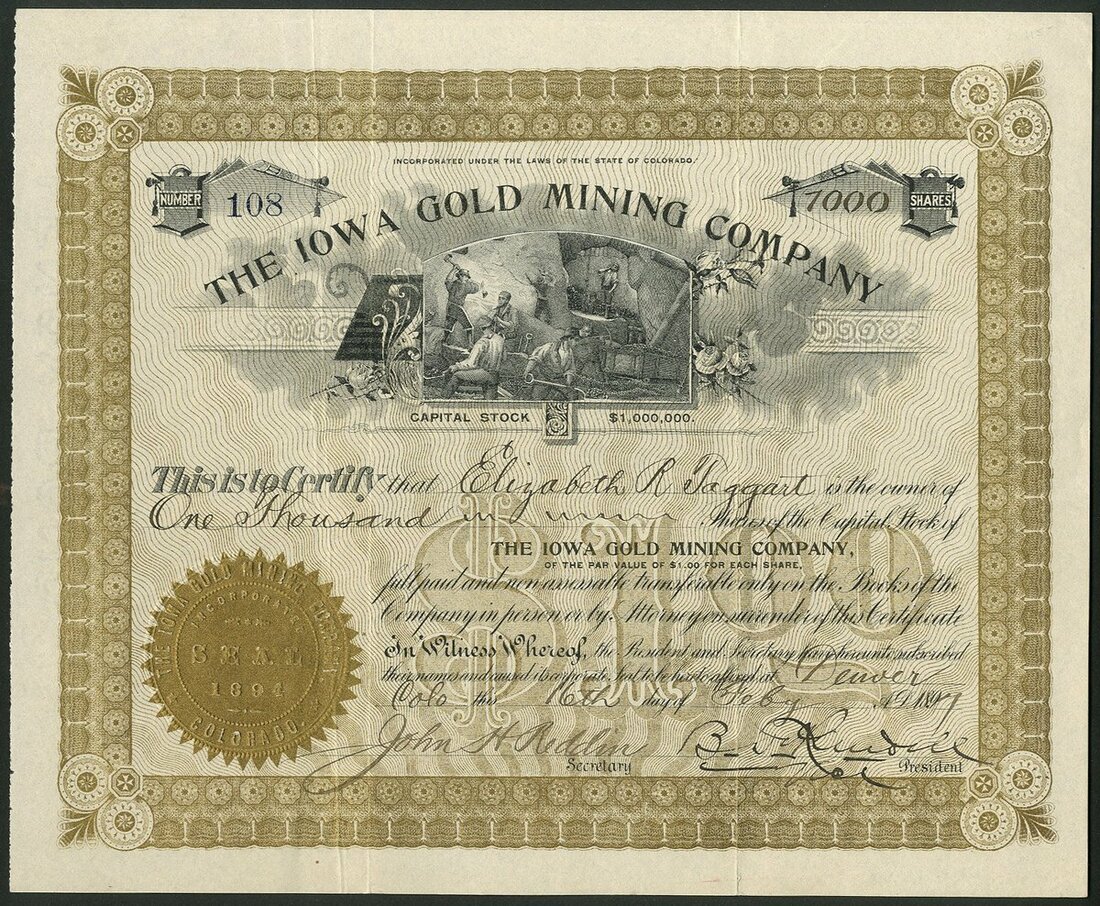 INCORPORATED UNDER THE LAWS OF THE STATE OF COLORADO.
NUMBER 108
1000 SHARES
THE IOWA GOLD MINING COMPANY
CAPITAL STOCK $1,000,000.
This is to Certify that Elizabeth R Taggart is the owner of
One Thousand Shares of the Capital Stock of
THE IOWA GOLD MINING COMPANY,
OF THE PAR VALUE OF $1.00 FOR EACH SHARE,
full paid and non-assessable transferable only on the Books of the
Company in person or by Attorney on surrender of this Certificate
In Witness Whereof, the President and Secretary have hereunto subscribed
their names and caused its corporate seal to be hereto affixed at Denver
Colo this 16th day of Feby A.D. 1897
John H Reddin
Secretary
President
THE IOWA GOLD MINING COMPANY
INCORPORATED
SEAL
1894
COLORADO.